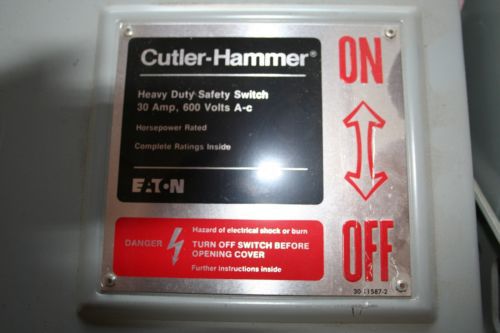 Cutler-Hammer®
Heavy Duty Safety Switch
30 Amp, 600 Volts A-c
Horsepower Rated
Complete Ratings Inside
EATON
ON
OFF
DANGER
Hazard of electrical shock or burn
TURN OFF SWITCH BEFORE
OPENING COVER
Further instructions inside